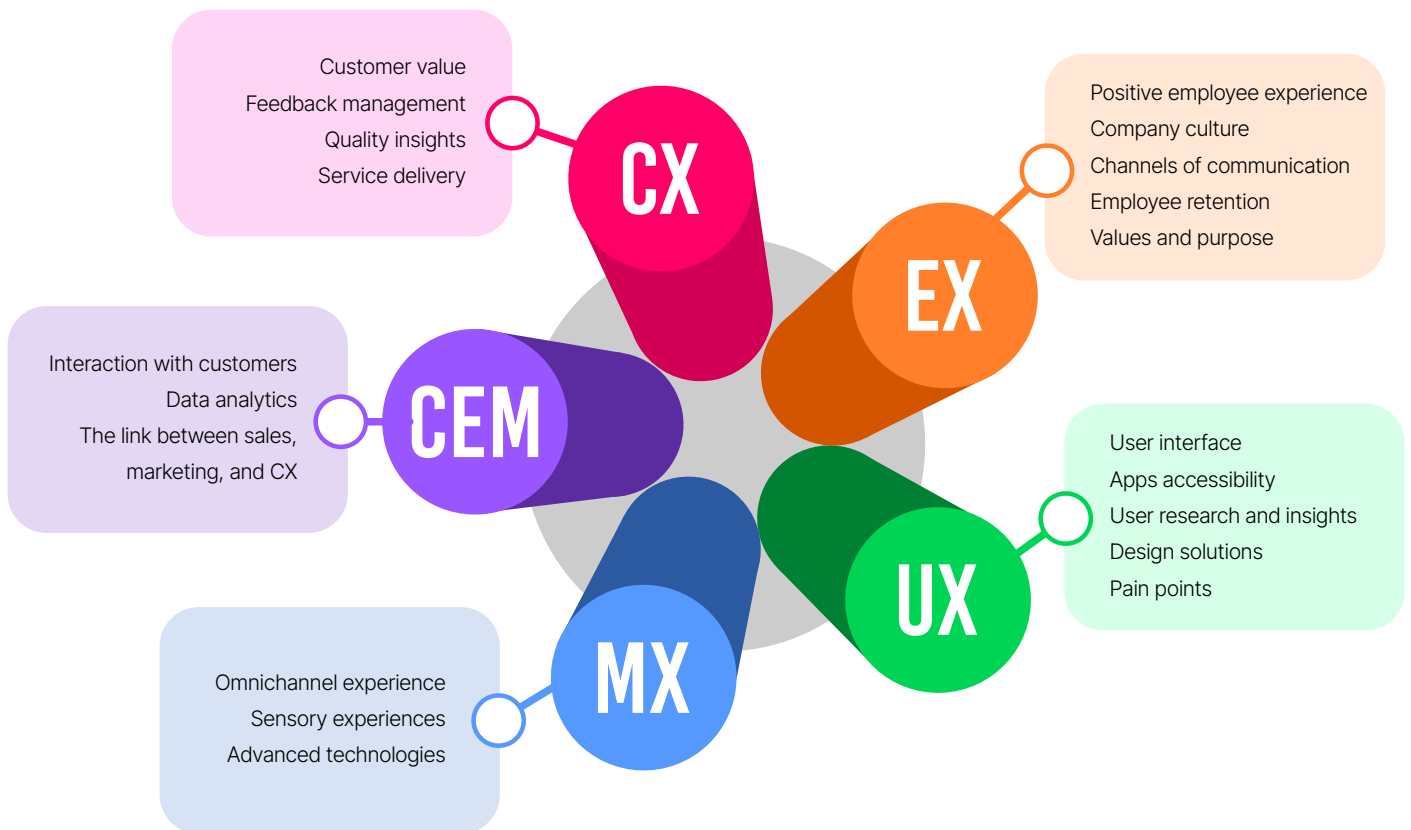 Customer value
Feedback management
Quality insights
Service delivery
CX
Positive employee experience
Company culture
Channels of communication
Employee retention
Values and purpose
EX
Interaction with customers
Data analytics
The link between sales,
marketing, and CX
CEM
User interface
Apps accessibility
User research and insights
Design solutions
Pain points
UX
Omnichannel experience
Sensory experiences
Advanced technologies
MX